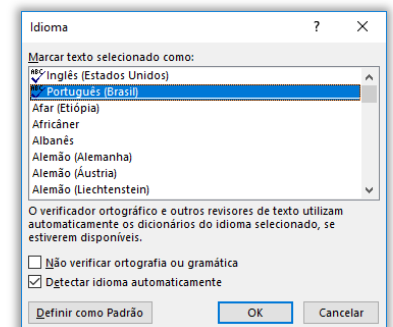 Idioma ? ×
Marcar texto selecionado como:
ABC Inglês (Estados Unidos)
ABC Português (Brasil)
Afar (Etiópia)
Africâner
Albanês
Alemão (Alemanha)
Alemão (Áustria)
Alemão (Liechtenstein)
O verificador ortográfico e outros revisores de texto utilizam
automaticamente os dicionários do idioma selecionado, se
estiverem disponíveis.
Não verificar ortografia ou gramática
Detectar idioma automaticamente
Definir como Padrão OK Cancelar